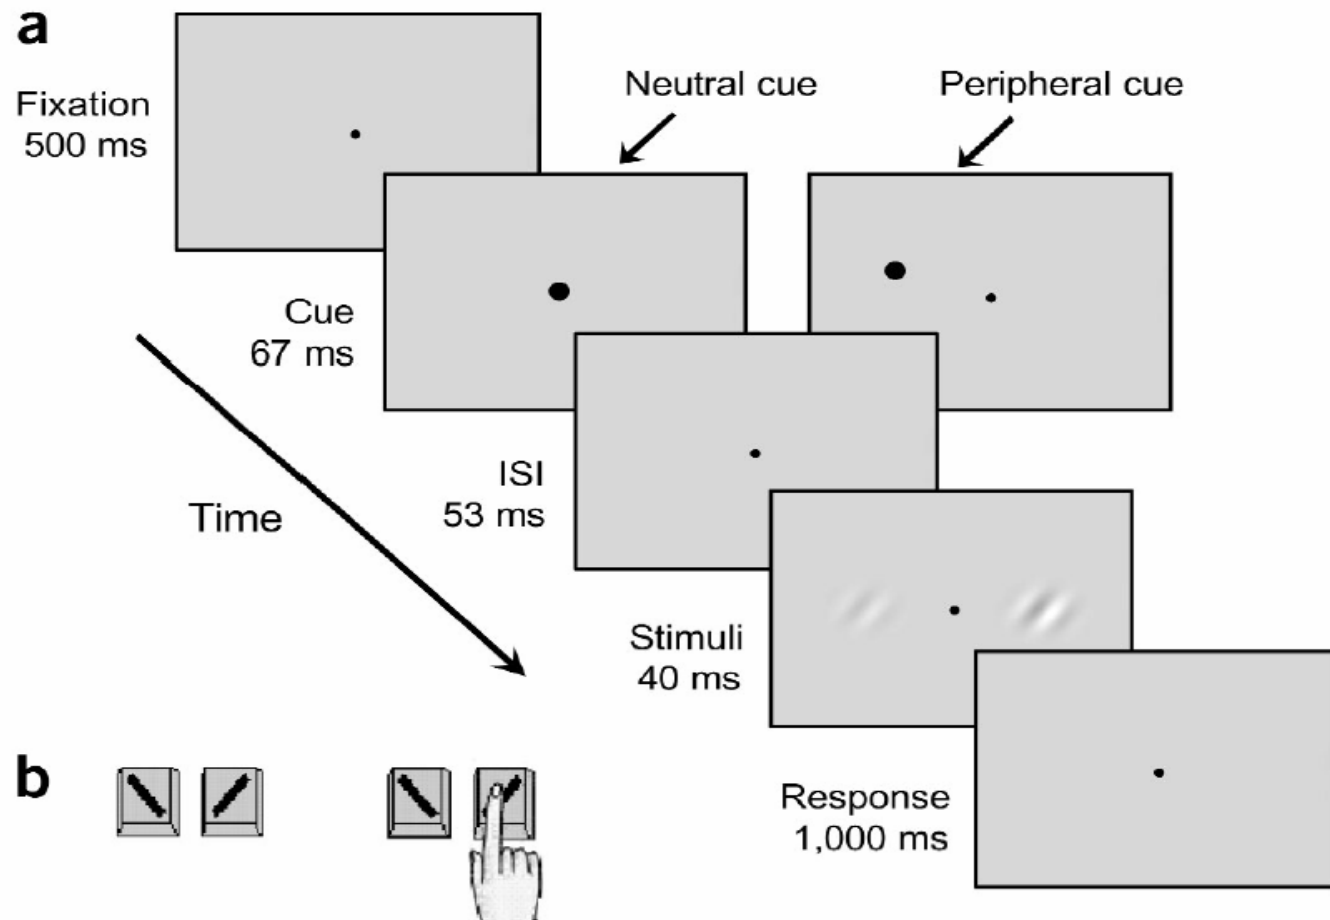 a
Fixation
500 ms
Neutral cue
Peripheral cue
Cue
67 ms
ISI
53 ms
Time
Stimuli
40 ms
Response
1,000 ms
b